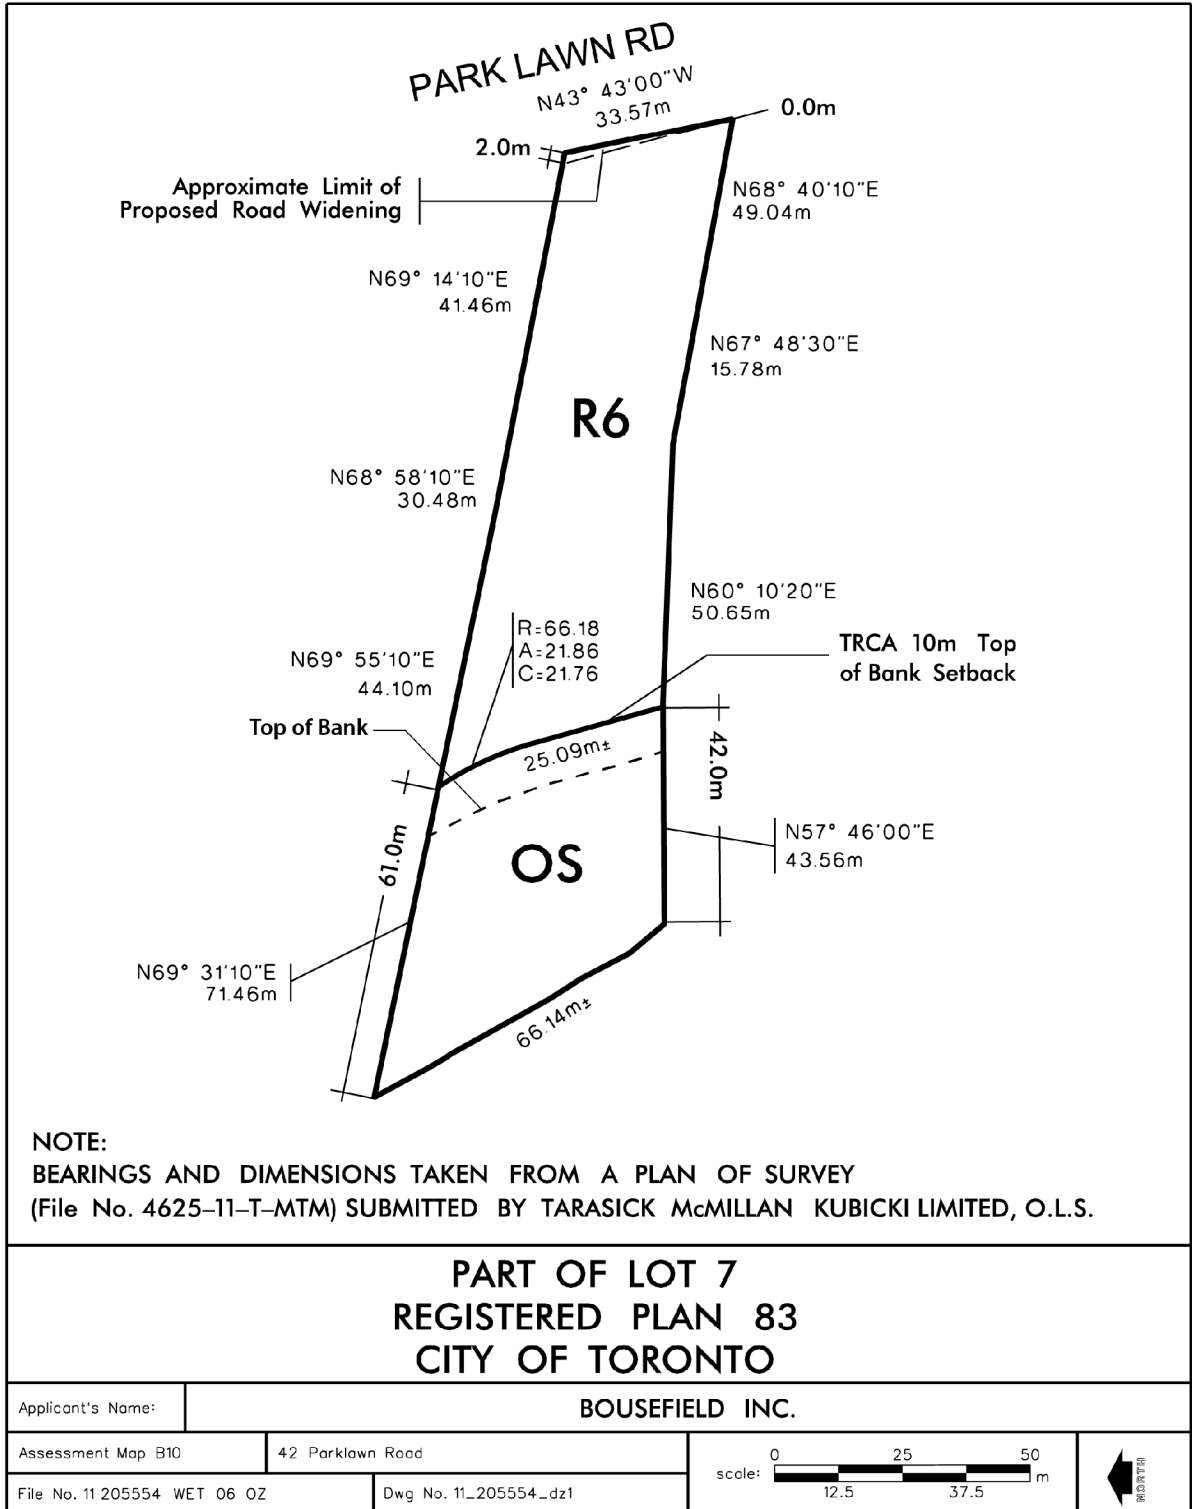 PARK LAWN RD
N43° 43'00"W
33.57m
0.0m
2.0m
Approximate Limit of
Proposed Road Widening
N68° 40'10"E
49.04m
N69° 14'10"E
41.46m
N67° 48'30"E
15.78m
R6
N68° 58'10"E
30.48m
N60° 10'20"E
50.65m
R=66.18
A=21.86
C=21.76
TRCA 10m Top
of Bank Setback
N69° 55'10"E
44.10m
Top of Bank
25.09m±
42.0m
N57° 46'00"E
43.56m
61.0m
OS
N69° 31'10"E
71.46m
66.14m±
NOTE:
BEARINGS AND DIMENSIONS TAKEN FROM A PLAN OF SURVEY
(File No. 4625–11–T–MTM) SUBMITTED BY TARASICK McMILLAN KUBICKI LIMITED, O.L.S.
PART OF LOT 7
REGISTERED PLAN 83
CITY OF TORONTO
Applicant's Name:
BOUSEFIELD INC.
Assessment Map B10
42 Parklawn Road
File No. 11 205554 WET 06 OZ
Dwg No. 11_205554_dz1
0 25 50
scale: m
12.5 37.5
NORTH